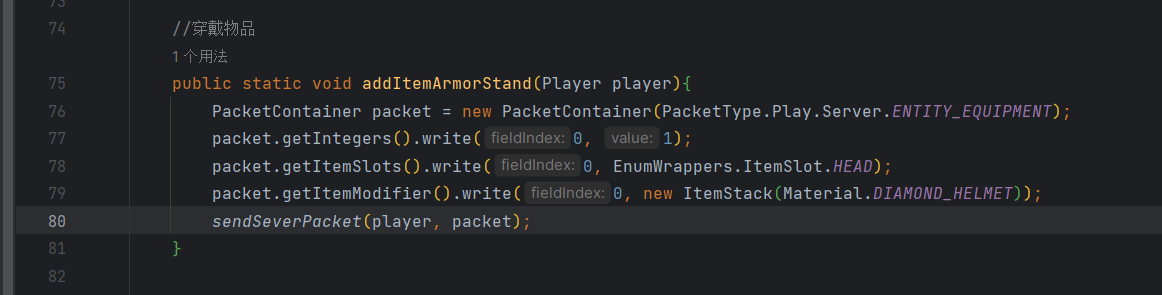 73
74 //穿戴物品
1 个用法
75 public static void addItemArmorStand(Player player){
76 PacketContainer packet = new PacketContainer(PacketType.Play.Server.ENTITY_EQUIPMENT);
77 packet.getIntegers().write( fieldIndex: 0, value: 1);
78 packet.getItemSlots().write( fieldIndex: 0, EnumWrappers.ItemSlot.HEAD);
79 packet.getItemModifier().write( fieldIndex: 0, new ItemStack(Material.DIAMOND_HELMET));
80 sendSeverPacket(player, packet);
81 }
82